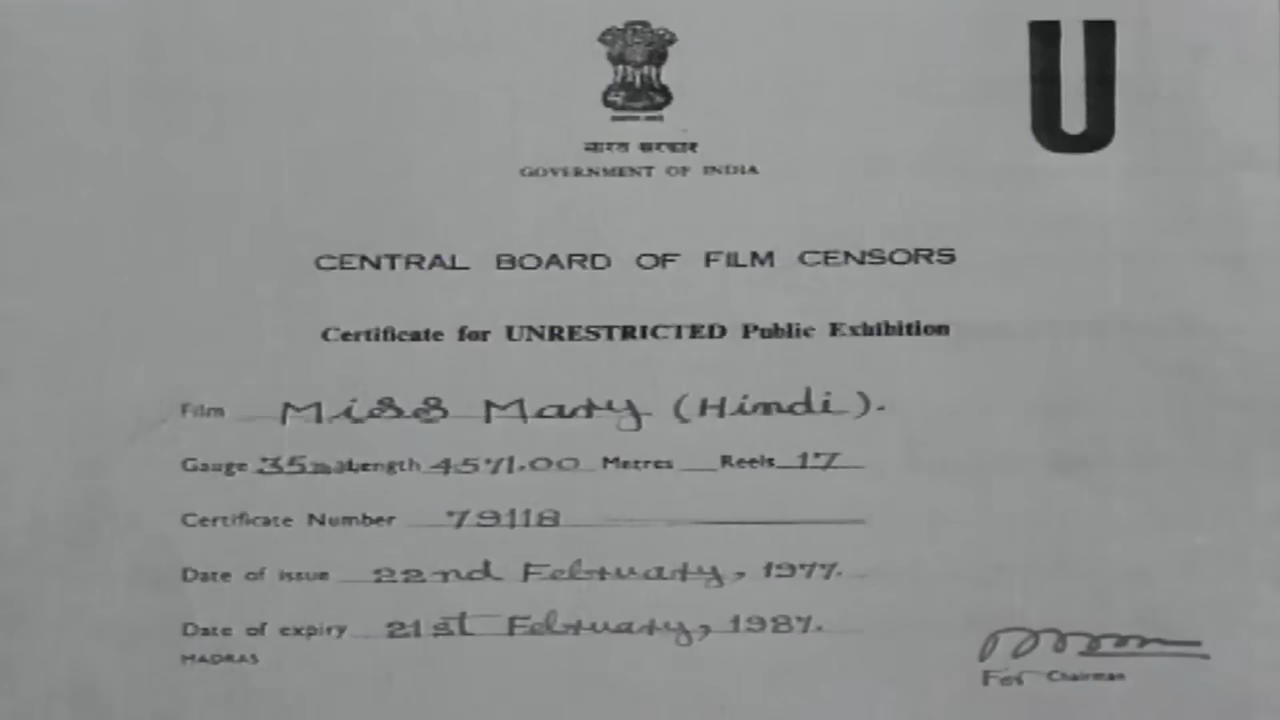 U
भारत सरकार
GOVERNMENT OF INDIA
CENTRAL BOARD OF FILM CENSORS
Certificate for UNRESTRICTED Public Exhibition
Film Miss Mary (Hindi).
Gauge 35mm Length 4571.00 Metres Reels 17
Certificate Number 79118
Date of issue 22nd February, 1977.
Date of expiry 21st February, 1987.
MADRAS
For Chairman